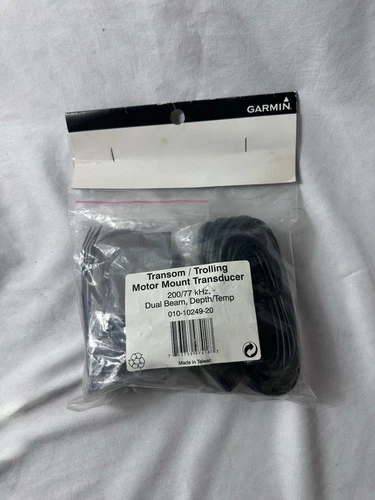 GARMIN
Transom / Trolling
Motor Mount Transducer
200/77 kHz, -
Dual Beam, Depth/Temp
010-10249-20
Made in Taiwan